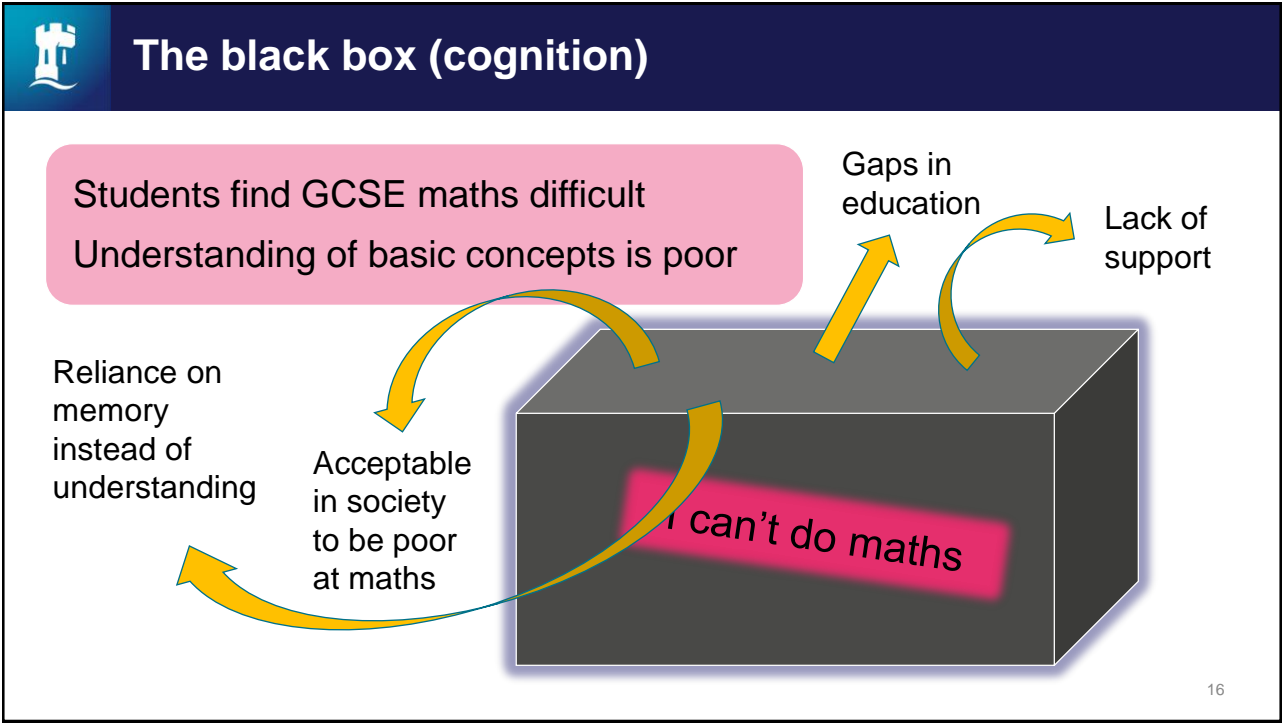 The black box (cognition)
Students find GCSE maths difficult
Understanding of basic concepts is poor
Gaps in
education
Lack of
support
Reliance on
memory
instead of
understanding
Acceptable
in society
to be poor
at maths
I can't do maths
16